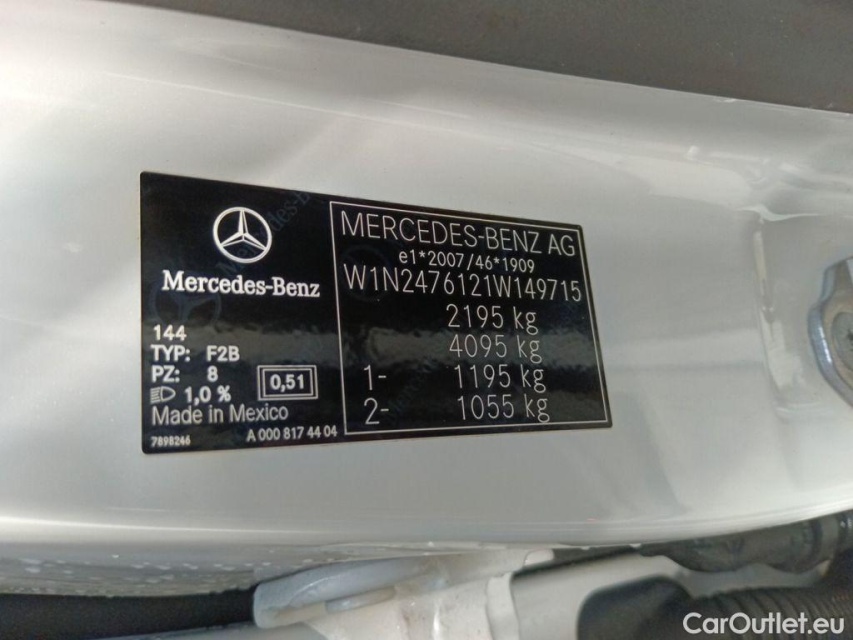 Mercedes-Benz
144
TYP: F2B
PZ: 8
1,0 %
0,51
Made in Mexico
7898246
A 000 817 44 04
MERCEDES-BENZ AG
e1*2007/46*1909
W1N2476121W149715
2195 kg
4095 kg
1- 1195 kg
2- 1055 kg
CarOutlet.eu